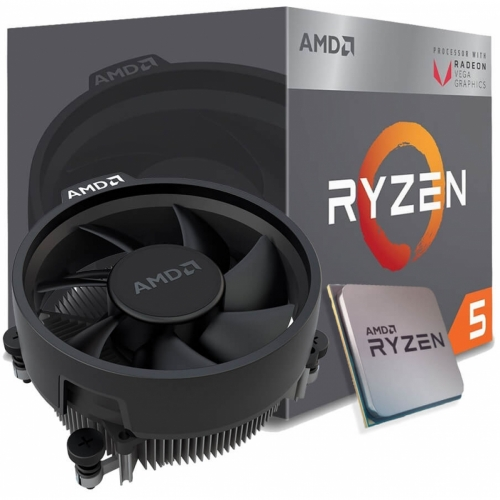 AMD
AMD
PROCESSOR WITH
RADEON
VEGA
GRAPHICS
RYZEN
5
AMD
AMD
AMD
RYZEN